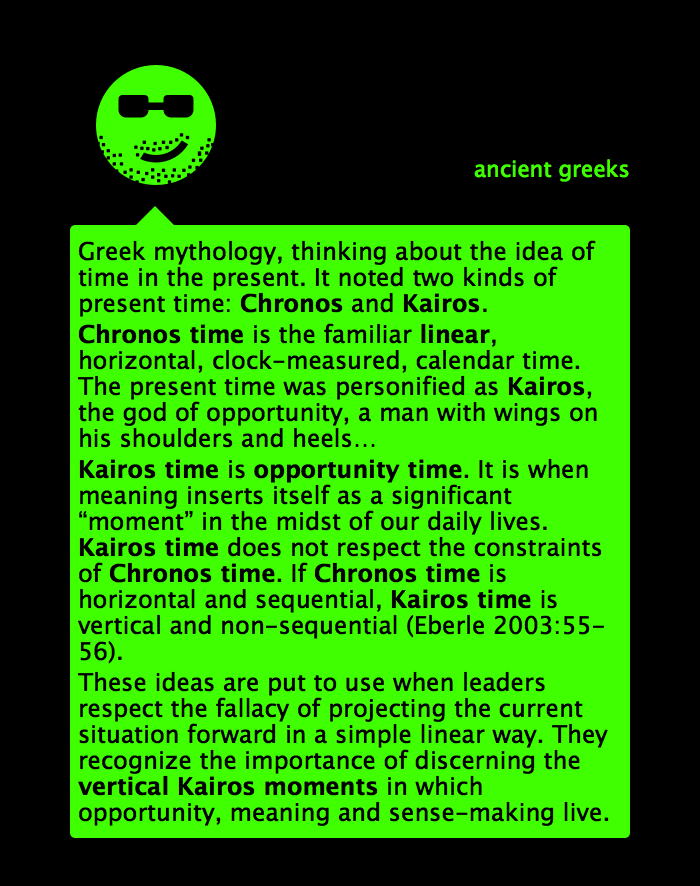 ancient greeks
Greek mythology, thinking about the idea of
time in the present. It noted two kinds of
present time: Chronos and Kairos.
Chronos time is the familiar linear,
horizontal, clock-measured, calendar time.
The present time was personified as Kairos,
the god of opportunity, a man with wings on
his shoulders and heels…
Kairos time is opportunity time. It is when
meaning inserts itself as a significant
“moment” in the midst of our daily lives.
Kairos time does not respect the constraints
of Chronos time. If Chronos time is
horizontal and sequential, Kairos time is
vertical and non-sequential (Eberle 2003:55-
56).
These ideas are put to use when leaders
respect the fallacy of projecting the current
situation forward in a simple linear way. They
recognize the importance of discerning the
vertical Kairos moments in which
opportunity, meaning and sense-making live.